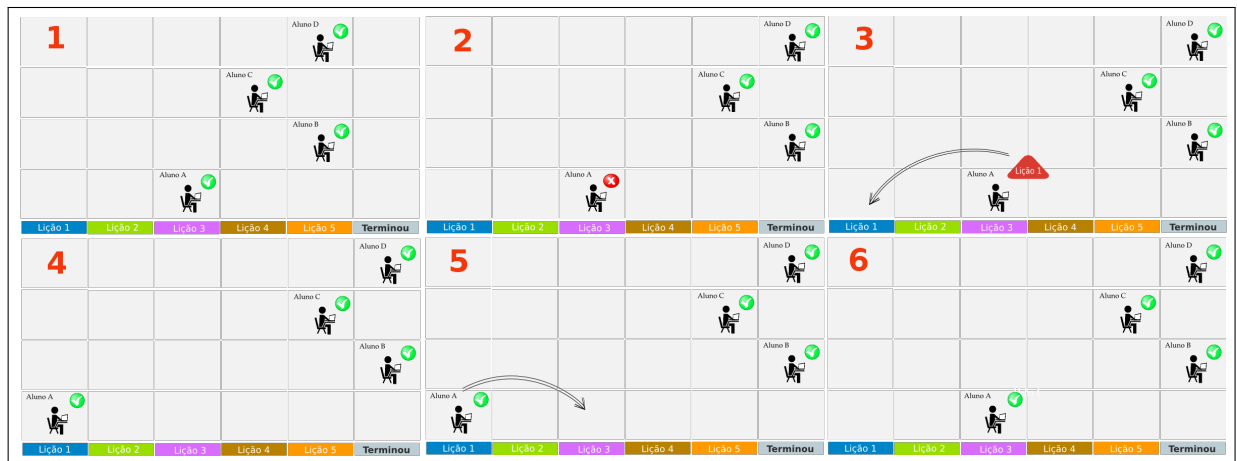 1
Aluno D
Aluno C
Aluno B
Aluno A
Lição 1 Lição 2 Lição 3 Lição 4 Lição 5 Terminou
2
Aluno D
Aluno C
Aluno B
Aluno A
Lição 1 Lição 2 Lição 3 Lição 4 Lição 5 Terminou
3
Aluno D
Aluno C
Aluno B
Lição 1
Aluno A
Lição 1 Lição 2 Lição 3 Lição 4 Lição 5 Terminou
4
Aluno D
Aluno C
Aluno B
Aluno A
Lição 1 Lição 2 Lição 3 Lição 4 Lição 5 Terminou
5
Aluno D
Aluno C
Aluno B
Aluno A
Lição 1 Lição 2 Lição 3 Lição 4 Lição 5 Terminou
6
Aluno D
Aluno C
Aluno B
Aluno A
Lição 1 Lição 2 Lição 3 Lição 4 Lição 5 Terminou